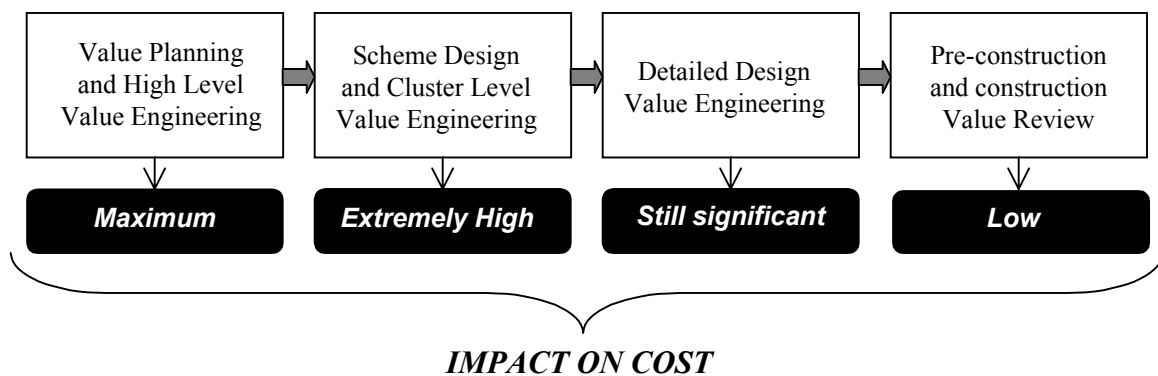 Value Planning
and High Level
Value Engineering
Scheme Design
and Cluster Level
Value Engineering
Detailed Design
Value Engineering
Pre-construction
and construction
Value Review
Maximum
Extremely High
Still significant
Low
IMPACT ON COST